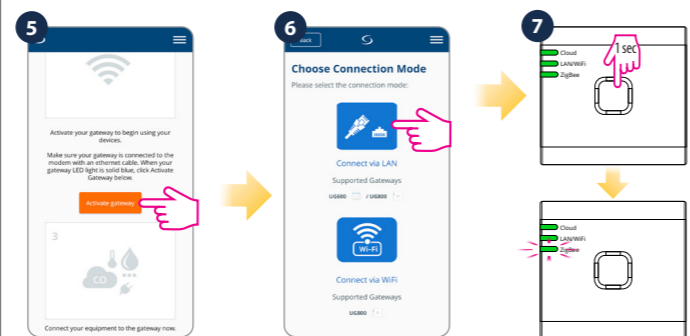 5
Activate your gateway to begin using your
devices.
Make sure your gateway is connected to the
modem with an ethernet cable. When your
gateway LED light is solid blue, click Activate
Gateway below.
Activate gateway
3
CO
Connect your equipment to the gateway now.
6
Back
Choose Connection Mode
Please select the connection mode:
Connect via LAN
Supported Gateways
UG600 / UG800
Wi-Fi
Connect via WiFi
Supported Gateways
UG800
7
1 sec
Cloud
LAN/WiFi
ZigBee
Cloud
LAN/WiFi
ZigBee